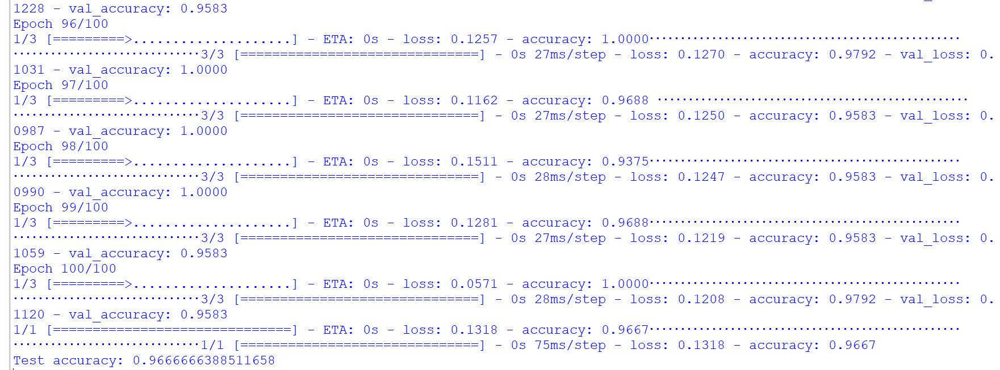 1228 - val_accuracy: 0.9583
Epoch 96/100
1/3 [=========>....................] - ETA: 0s - loss: 0.1257 - accuracy: 1.0000
3/3 [==============================] - 0s 27ms/step - loss: 0.1270 - accuracy: 0.9792 - val_loss: 0.
1031 - val_accuracy: 1.0000
Epoch 97/100
1/3 [=========>....................] - ETA: 0s - loss: 0.1162 - accuracy: 0.9688
3/3 [==============================] - 0s 27ms/step - loss: 0.1250 - accuracy: 0.9583 - val_loss: 0.
0987 - val_accuracy: 1.0000
Epoch 98/100
1/3 [=========>....................] - ETA: 0s - loss: 0.1511 - accuracy: 0.9375
3/3 [==============================] - 0s 28ms/step - loss: 0.1247 - accuracy: 0.9583 - val_loss: 0.
0990 - val_accuracy: 1.0000
Epoch 99/100
1/3 [=========>....................] - ETA: 0s - loss: 0.1281 - accuracy: 0.9688
3/3 [==============================] - 0s 27ms/step - loss: 0.1219 - accuracy: 0.9583 - val_loss: 0.
1059 - val_accuracy: 0.9583
Epoch 100/100
1/3 [=========>....................] - ETA: 0s - loss: 0.0571 - accuracy: 1.0000
3/3 [==============================] - 0s 28ms/step - loss: 0.1208 - accuracy: 0.9792 - val_loss: 0.
1120 - val_accuracy: 0.9583
1/1 [==============================] - ETA: 0s - loss: 0.1318 - accuracy: 0.9667
1/1 [==============================] - 0s 75ms/step - loss: 0.1318 - accuracy: 0.9667
Test accuracy: 0.9666666388511658